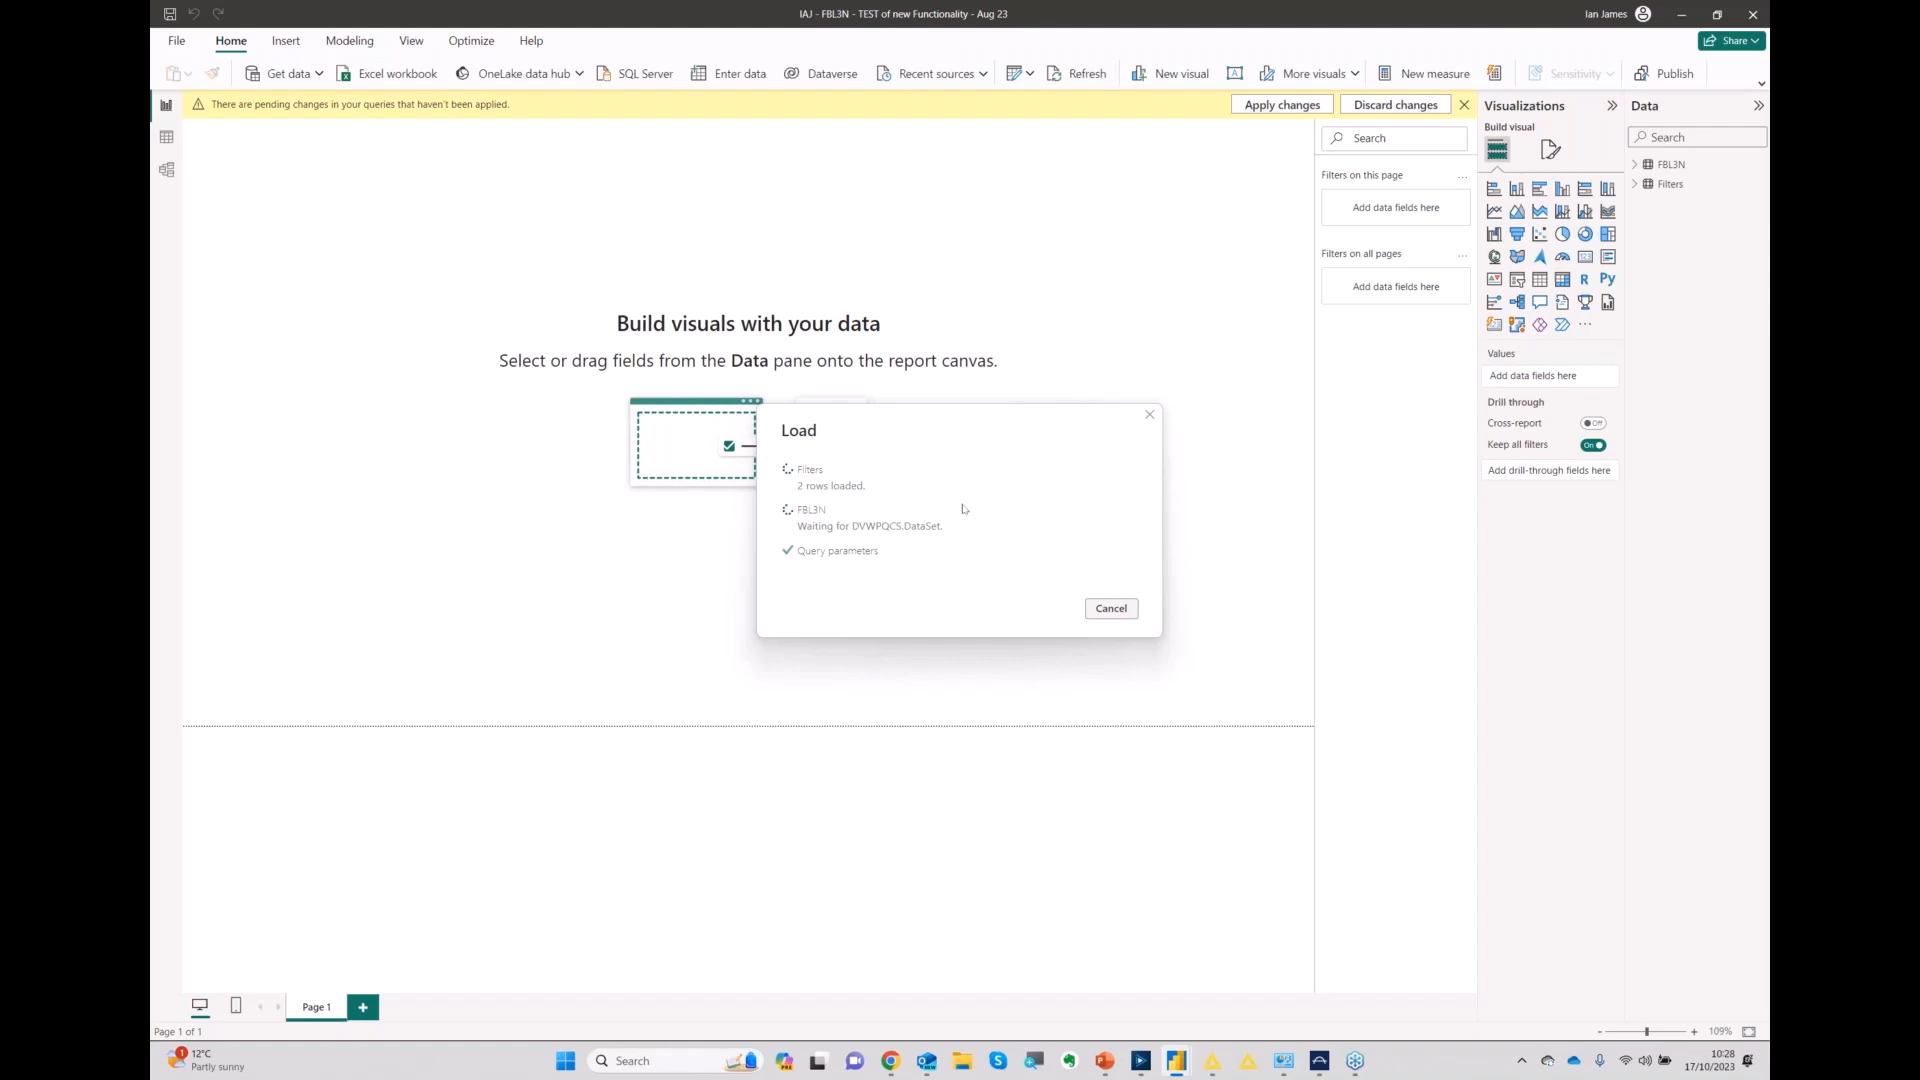 IAJ - FBL3N - TEST of new Functionality - Aug 23
Ian James
File Home Insert Modeling View Optimize Help
Share
Get data Excel workbook OneLake data hub SQL Server Enter data Dataverse Recent sources Refresh New visual More visuals New measure Sensitivity Publish
There are pending changes in your queries that haven't been applied.
Apply changes Discard changes
Search
Filters on this page
...
Add data fields here
Filters on all pages
...
Add data fields here
Visualizations
Build visual
R Py
...
Values
Add data fields here
Drill through
Cross-report Off
Keep all filters On
Add drill-through fields here
Data
Search
FBL3N
Filters
Build visuals with your data
Select or drag fields from the Data pane onto the report canvas.
Load
Filters
2 rows loaded.
FBL3N
Waiting for DVWPQCS.DataSet.
Query parameters
Cancel
Page 1
Page 1 of 1
109%
1
12°C
Partly sunny
Search
10:28
17/10/2023